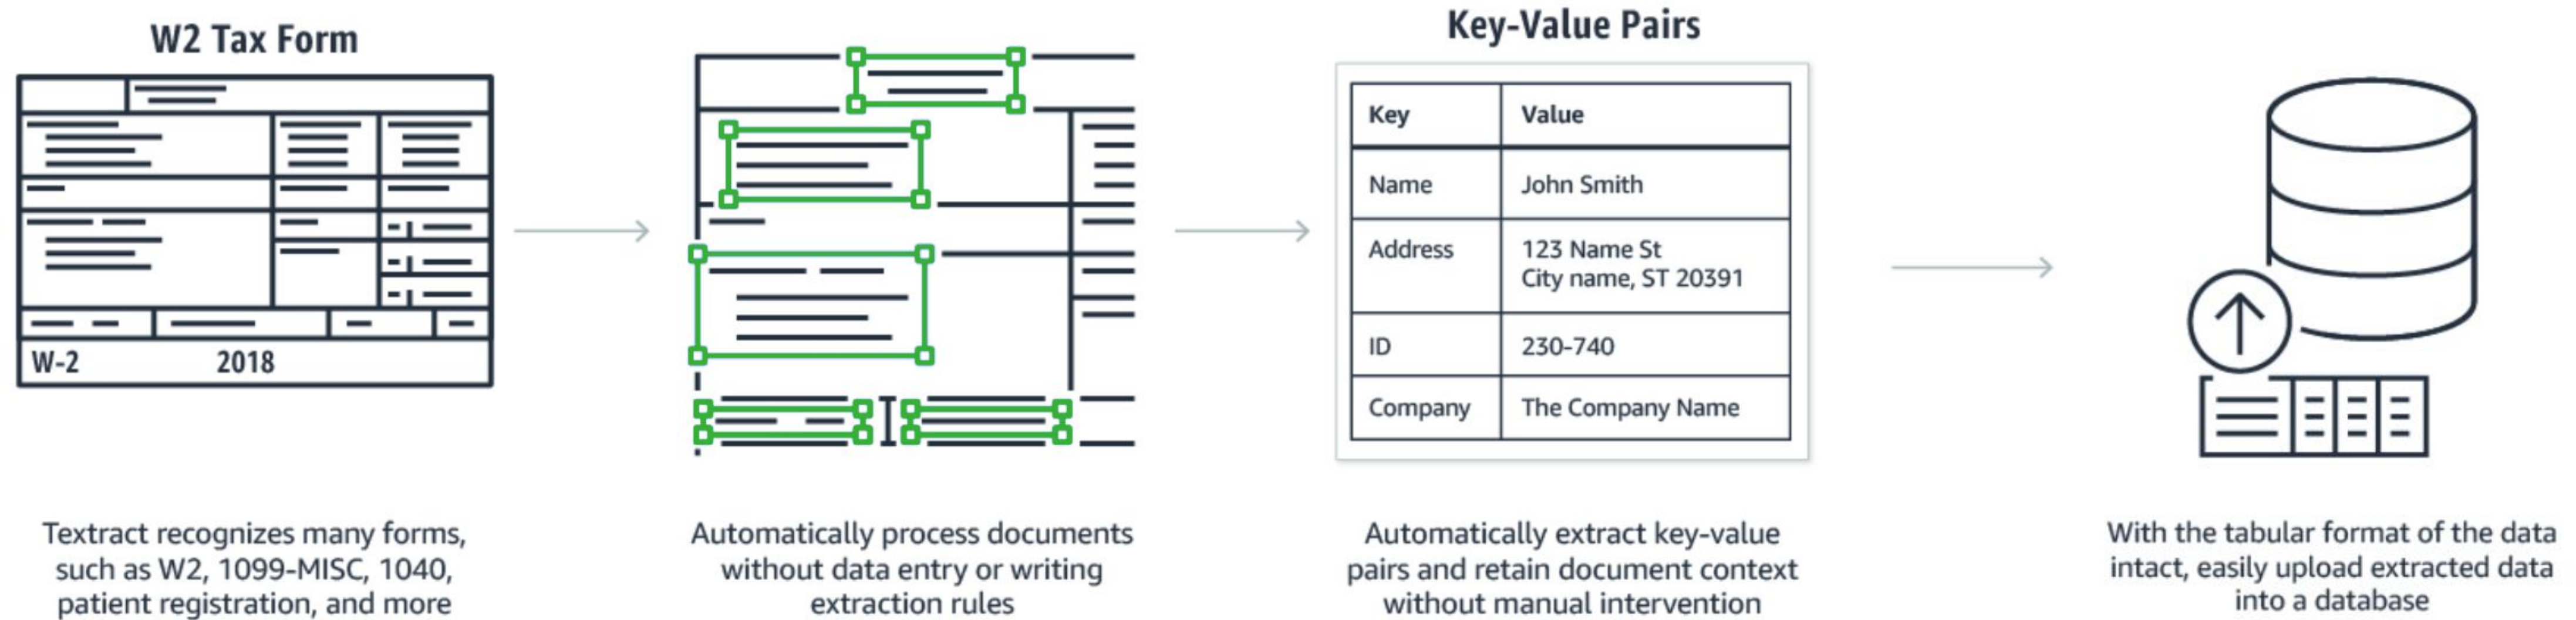 W2 Tax Form
W-2 2018
Textract recognizes many forms,
such as W2, 1099-MISC, 1040,
patient registration, and more
Automatically process documents
without data entry or writing
extraction rules
Key-Value Pairs
Key Value
Name John Smith
Address 123 Name St
City name, ST 20391
ID 230-740
Company The Company Name
Automatically extract key-value
pairs and retain document context
without manual intervention
With the tabular format of the data
intact, easily upload extracted data
into a database